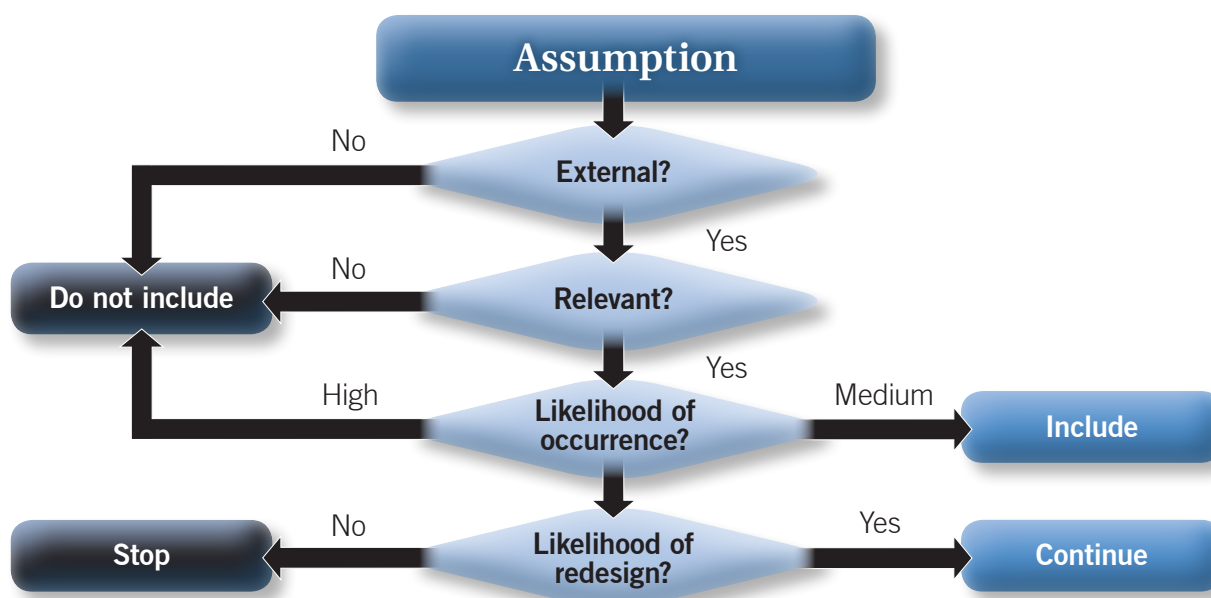 Assumption
No
External?
Yes
Do not include
No
Relevant?
Yes
High
Likelihood of
occurrence?
Medium
Include
Stop
No
Likelihood of
redesign?
Yes
Continue